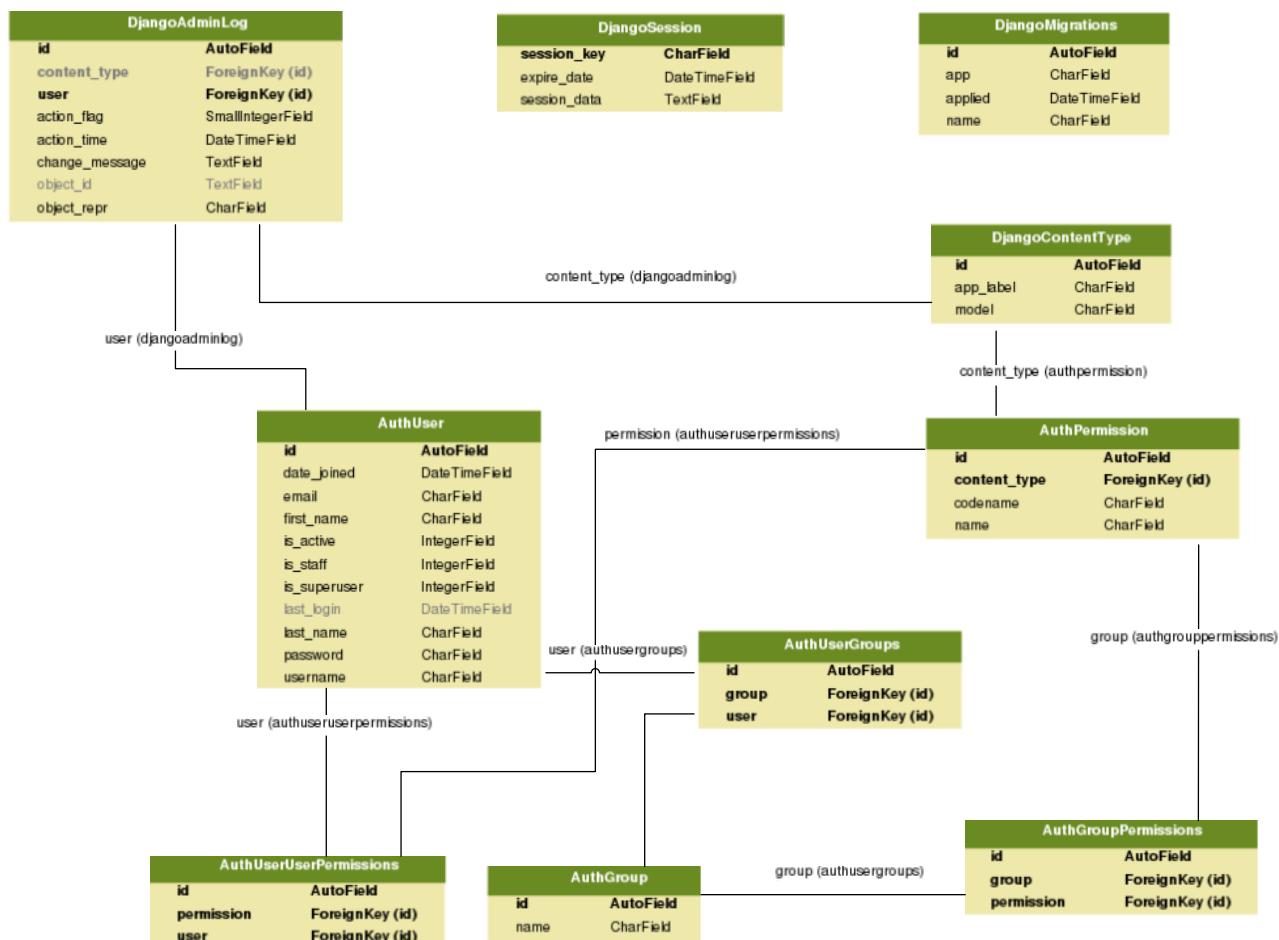 DjangoAdminLog
id AutoField
content_type ForeignKey (id)
user ForeignKey (id)
action_flag SmallIntegerField
action_time DateTimeField
change_message TextField
object_id TextField
object_repr CharField
DjangoSession
session_key CharField
expire_date DateTimeField
session_data TextField
DjangoMigrations
id AutoField
app CharField
applied DateTimeField
name CharField
DjangoContentType
id AutoField
app_label CharField
model CharField
content_type (djangoadminlog)
user (djangoadminlog)
content_type (authpermission)
AuthUser
id AutoField
date_joined DateTimeField
email CharField
first_name CharField
is_active IntegerField
is_staff IntegerField
is_superuser IntegerField
last_login DateTimeField
last_name CharField
password CharField
username CharField
permission (authuseruserpermissions)
AuthPermission
id AutoField
content_type ForeignKey (id)
codename CharField
name CharField
user (authusergroups)
AuthUserGroups
id AutoField
group ForeignKey (id)
user ForeignKey (id)
group (authgrouppermissions)
user (authuseruserpermissions)
AuthUserUserPermissions
id AutoField
permission ForeignKey (id)
user ForeignKey (id)
AuthGroup
id AutoField
name CharField
group (authusergroups)
AuthGroupPermissions
id AutoField
group ForeignKey (id)
permission ForeignKey (id)